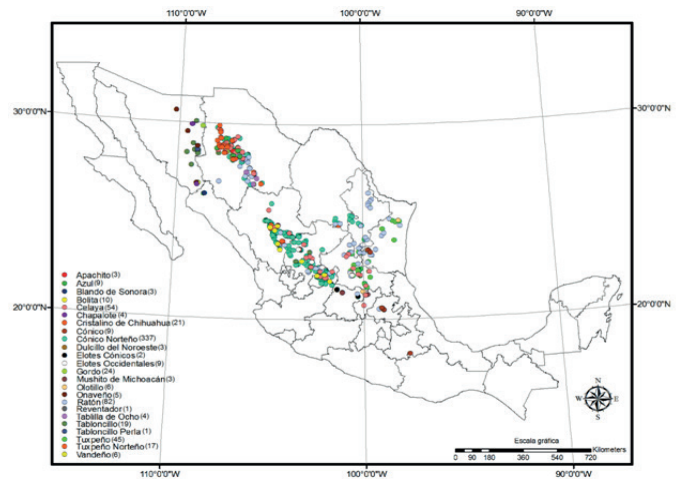 110°0'0"W 100°0'0"W 90°0'0"W
30°0'0"N 30°0'0"N
20°0'0"N 20°0'0"N
Apachito(3)
Azul(9)
Blando de Sonora(3)
Bolita(10)
Celaya(54)
Chapalote(4)
Cristalino de Chihuahua(21)
Cónico(9)
Cónico Norteño(337)
Dulcillo del Noroeste(3)
Elotes Cónicos(2)
Elotes Occidentales(9)
Gordo(24)
Mushito de Michoacán(3)
Olotillo(6)
Onaveño(5)
Ratón(82)
Reventador(1)
Tablilla de Ocho(4)
Tabloncillo(19)
Tabloncillo Perla(1)
Tuxpeño(45)
Tuxpeño Norteño(17)
Vandeño(6)
N
W E
S
Escala gráfica
Kilometers
0 90 180 360 540 720
110°0'0"W 100°0'0"W 90°0'0"W